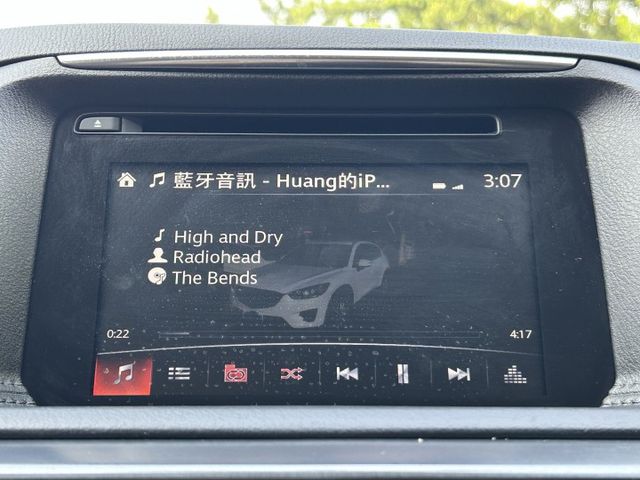 藍牙音訊 - Huang的iP... 3:07
High and Dry
Radiohead
The Bends
0:22 4:17